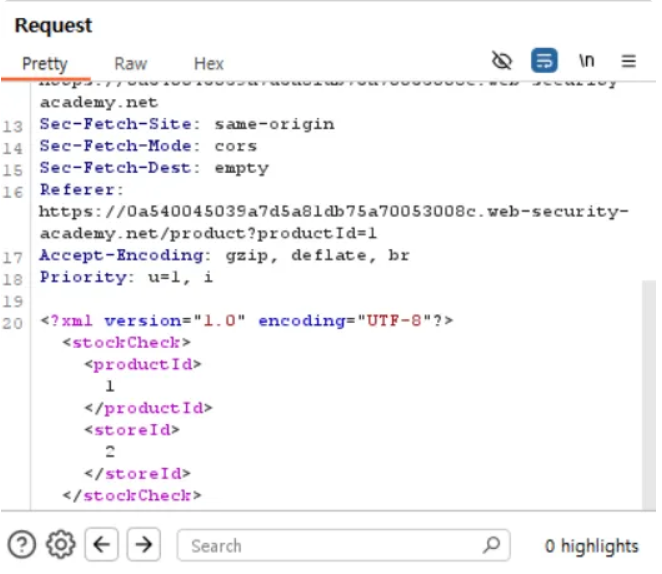 Request
Pretty Raw Hex \n
academy.net
13 Sec-Fetch-Site: same-origin
14 Sec-Fetch-Mode: cors
15 Sec-Fetch-Dest: empty
16 Referer:
https://0a540045039a7d5a81db75a70053008c.web-security-
academy.net/product?productId=1
17 Accept-Encoding: gzip, deflate, br
18 Priority: u=1, i
19
20 <?xml version="1.0" encoding="UTF-8"?>
<stockCheck>
<productId>
1
</productId>
<storeId>
2
</storeId>
</stockCheck>
Search 0 highlights